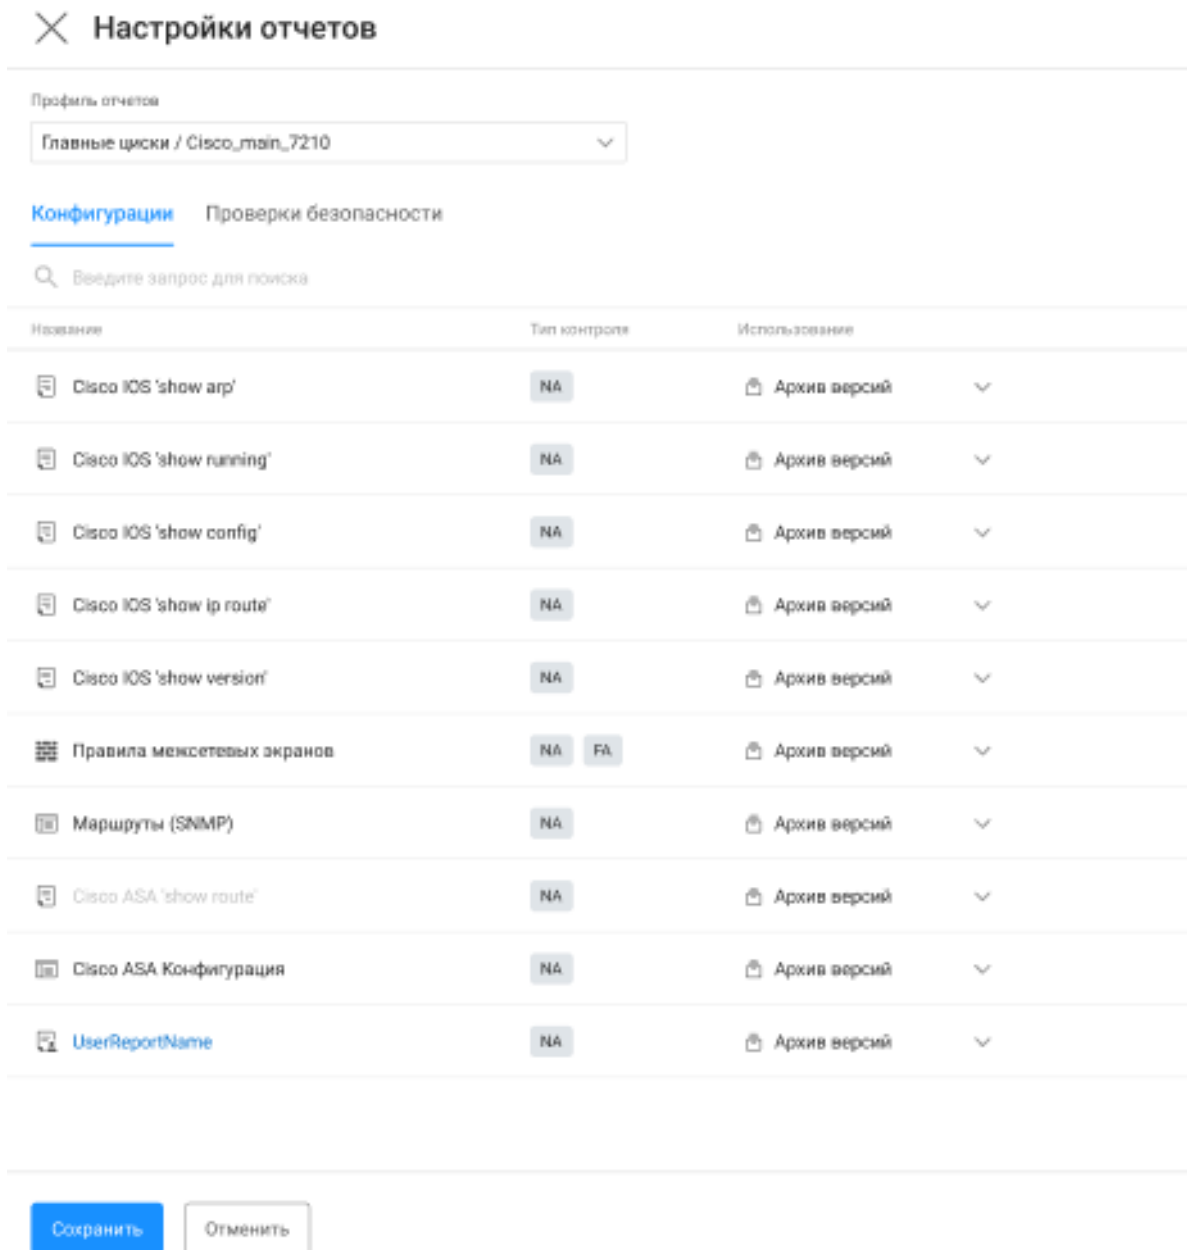 Настройки отчетов
Профиль отчетов
Главные циски / Cisco_main_7210
Конфигурации Проверки безопасности
Введите запрос для поиска
Название Тип контроля Использование
Cisco IOS 'show arp' NA Архив версий
Cisco IOS 'show running' NA Архив версий
Cisco IOS 'show config' NA Архив версий
Cisco IOS 'show ip route' NA Архив версий
Cisco IOS 'show version' NA Архив версий
Правила межсетевых экранов NA FA Архив версий
Маршруты (SNMP) NA Архив версий
Cisco ASA 'show route' NA Архив версий
Cisco ASA Конфигурация NA Архив версий
UserReportName NA Архив версий
Сохранить Отменить